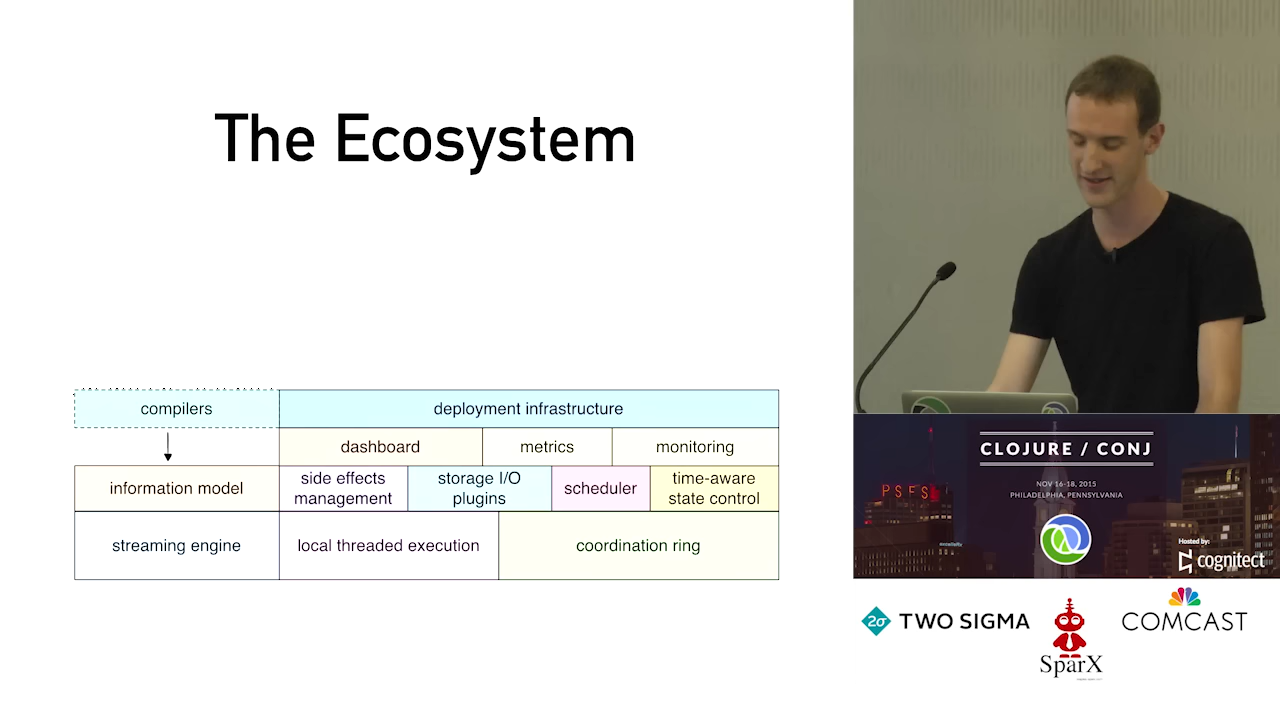 The Ecosystem
compilers
deployment infrastructure
dashboard
metrics
monitoring
information model
side effects
management
storage I/O
plugins
scheduler
time-aware
state control
streaming engine
local threaded execution
coordination ring
CLOJURE / CONJ
NOV 16-18, 2015
PHILADELPHIA, PENNSYLVANIA
PSFS
Hosted by:
cognitect
2σ TWO SIGMA
SparX
COMCAST